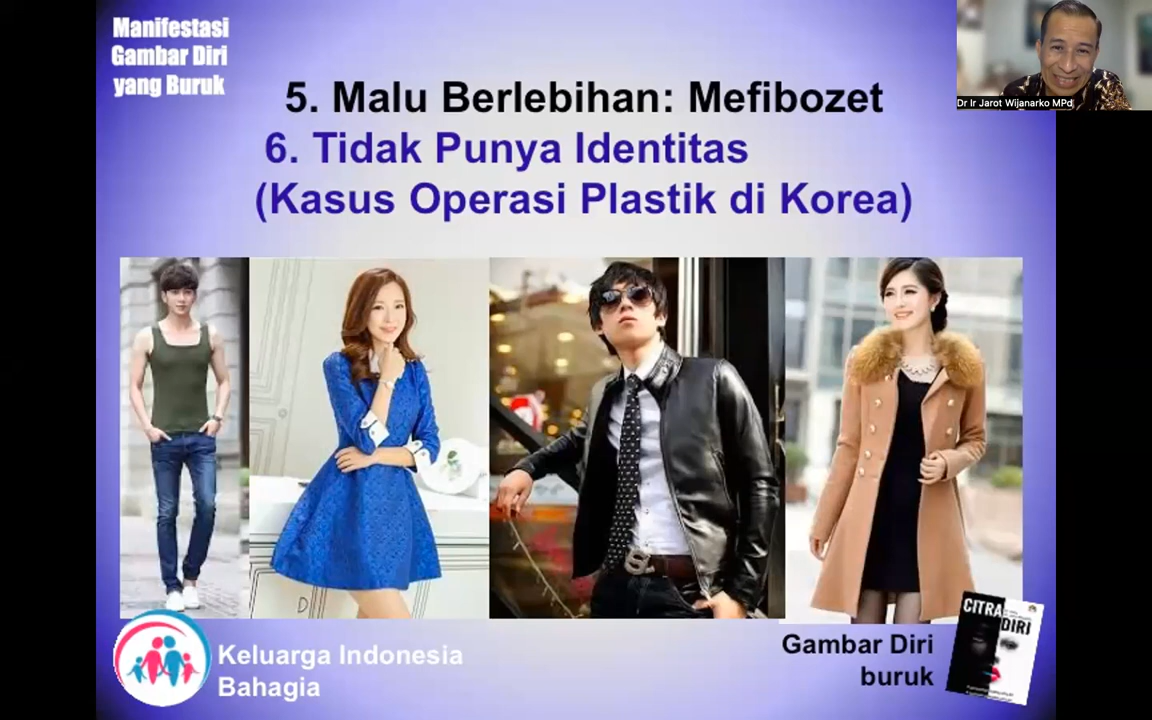 Manifestasi
Gambar Diri
yang Buruk
5. Malu Berlebihan: Mefibozet
6. Tidak Punya Identitas
(Kasus Operasi Plastik di Korea)
Dr Ir Jarot Wijanarko MPd
Keluarga Indonesia
Bahagia
Gambar Diri
buruk
CITRA
DIRI